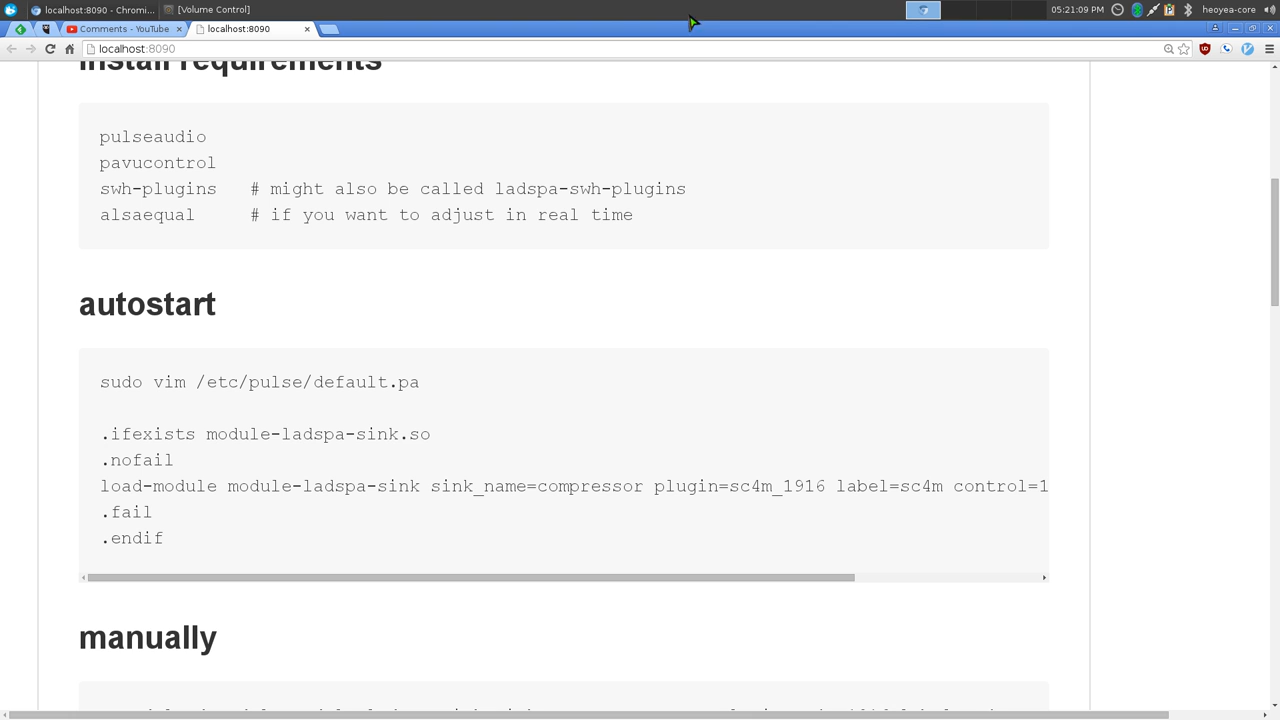 localhost:8090 - Chromi...
[Volume Control]
05:21:09 PM
heoyea-core
Comments - YouTube
localhost:8090
localhost:8090
install requirements
pulseaudio
pavucontrol
swh-plugins # might also be called ladspa-swh-plugins
alsaequal # if you want to adjust in real time
autostart
sudo vim /etc/pulse/default.pa
.ifexists module-ladspa-sink.so
.nofail
load-module module-ladspa-sink sink_name=compressor plugin=sc4m_1916 label=sc4m control=1
.fail
.endif
manually